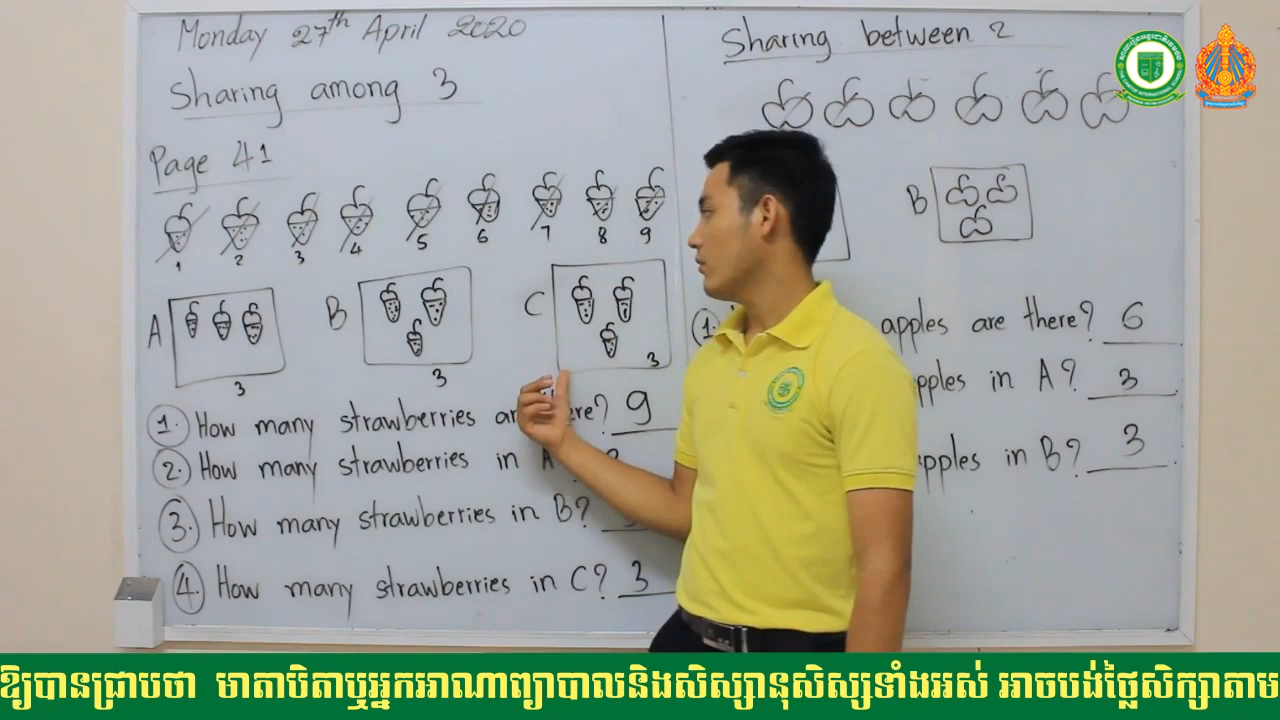 Monday 27th April 2020
Sharing among 3
Page 41
1 2 3 4 5 6 7 8 9
A B C
3 3 3
1. How many strawberries are there? 9
2. How many strawberries in A
3. How many strawberries in B?
4. How many strawberries in C? 3
Sharing between 2
B
1. apples are there? 6
apples in A? 3
apples in B? 3
ឱ្យបានជ្រាបថា មាតាបិតាឬអ្នកអាណាព្យាបាលនិងសិស្សានុសិស្សទាំងអស់ អាចបង់ថ្លៃសិក្សាតាម